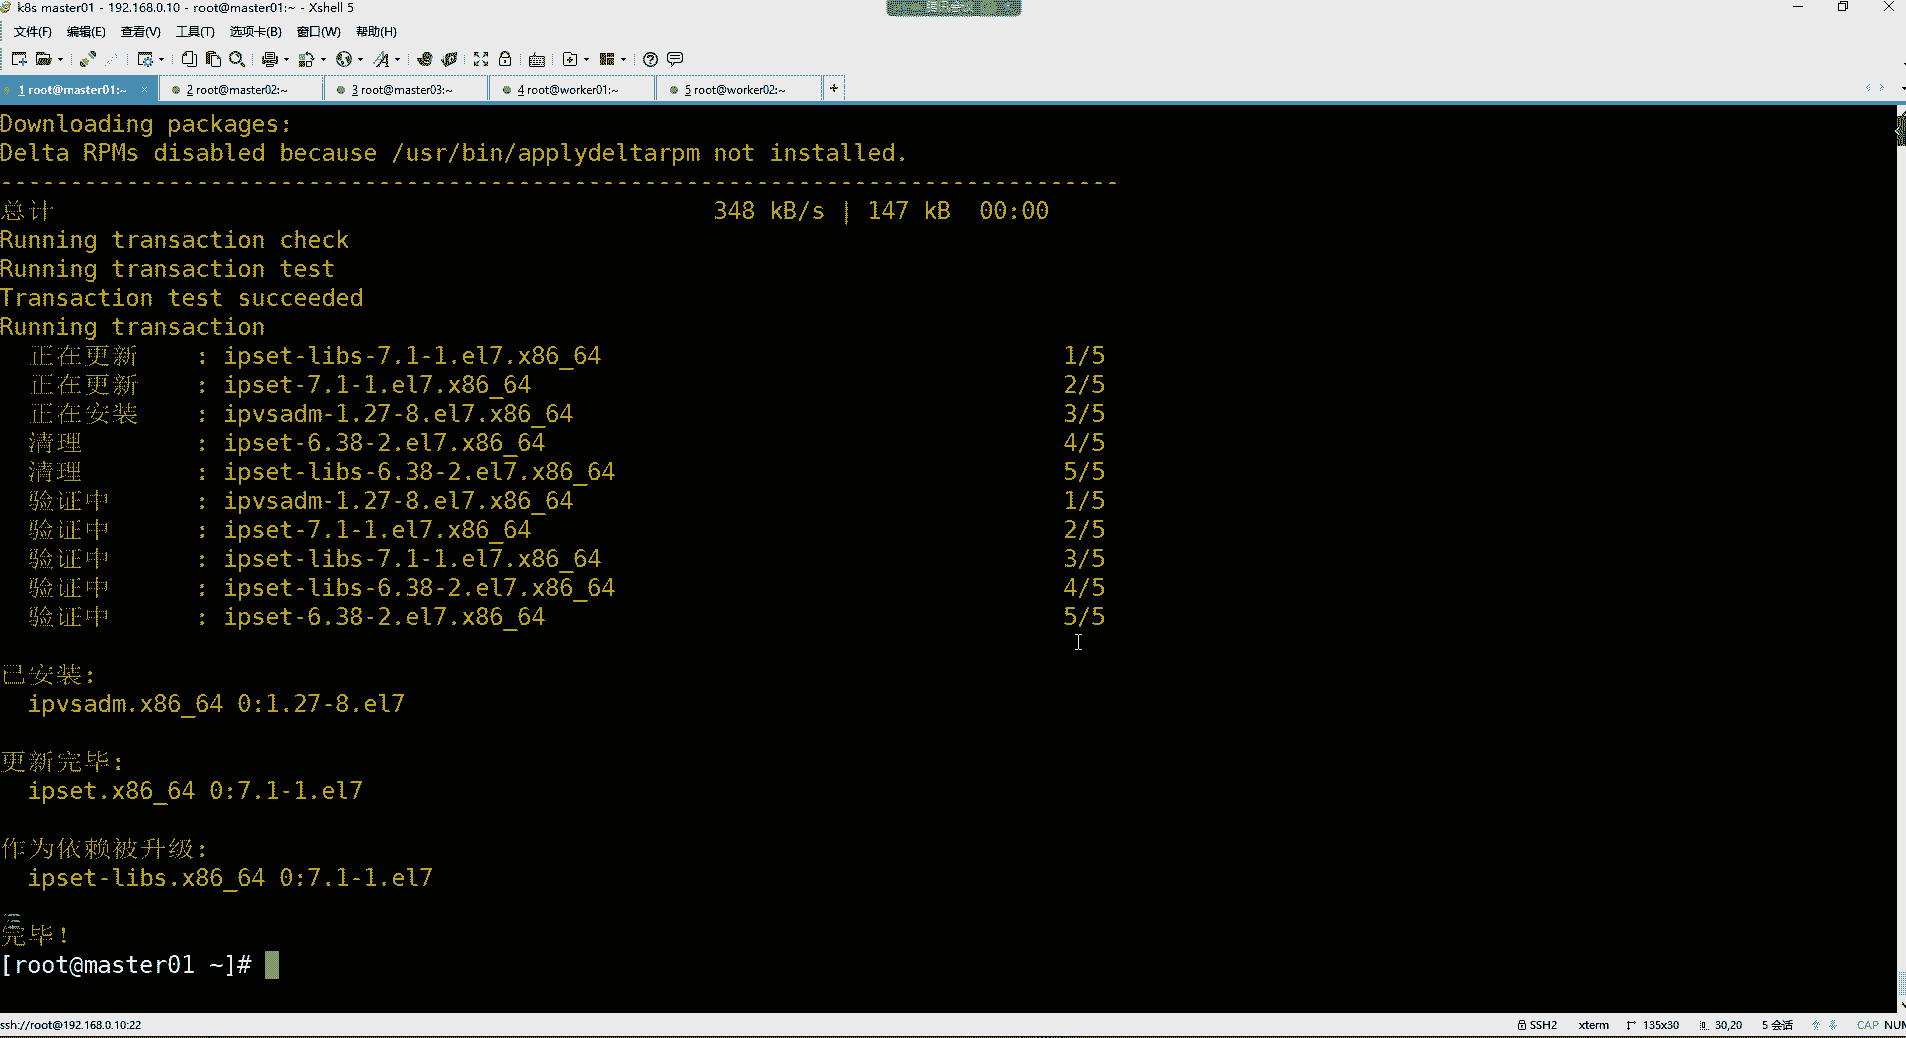 k8s master01 - 192.168.0.10 - root@master01:~ - Xshell 5
文件(F) 编辑(E) 查看(V) 工具(T) 选项卡(B) 窗口(W) 帮助(H)
1 root@master01:~ × 2 root@master02:~ 3 root@master03:~ 4 root@worker01:~ 5 root@worker02:~ +
Downloading packages:
Delta RPMs disabled because /usr/bin/applydeltarpm not installed.
--------------------------------------------------------------------------------
总计 348 kB/s | 147 kB 00:00
Running transaction check
Running transaction test
Transaction test succeeded
Running transaction
正在更新 : ipset-libs-7.1-1.el7.x86_64 1/5
正在更新 : ipset-7.1-1.el7.x86_64 2/5
正在安装 : ipvsadm-1.27-8.el7.x86_64 3/5
清理 : ipset-6.38-2.el7.x86_64 4/5
清理 : ipset-libs-6.38-2.el7.x86_64 5/5
验证中 : ipvsadm-1.27-8.el7.x86_64 1/5
验证中 : ipset-7.1-1.el7.x86_64 2/5
验证中 : ipset-libs-7.1-1.el7.x86_64 3/5
验证中 : ipset-libs-6.38-2.el7.x86_64 4/5
验证中 : ipset-6.38-2.el7.x86_64 5/5
已安装:
ipvsadm.x86_64 0:1.27-8.el7
更新完毕:
ipset.x86_64 0:7.1-1.el7
作为依赖被升级:
ipset-libs.x86_64 0:7.1-1.el7
完毕!
[root@master01 ~]#
ssh://root@192.168.0.10:22 SSH2 xterm 135x30 30,20 5 会话 CAP NUM